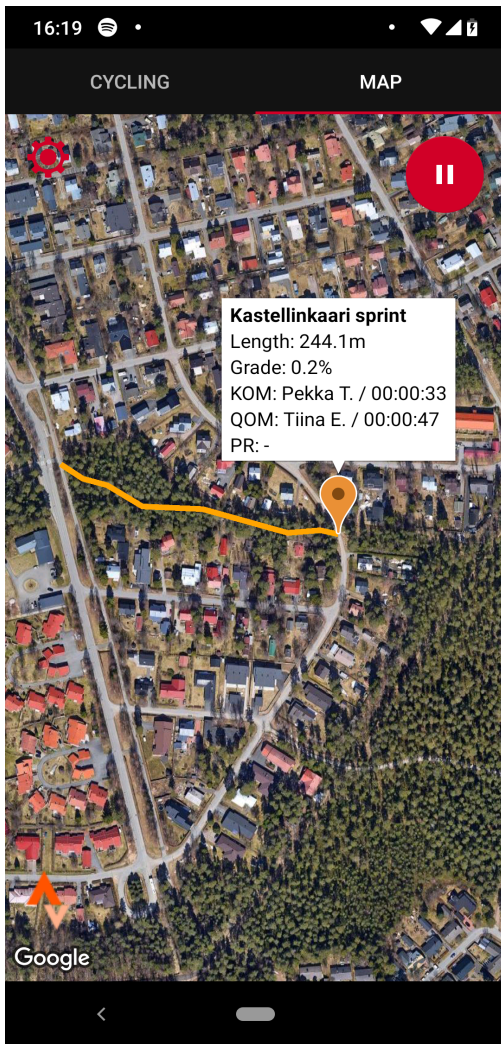 16:19
CYCLING
MAP
Kastellinkaari sprint
Length: 244.1m
Grade: 0.2%
KOM: Pekka T. / 00:00:33
QOM: Tiina E. / 00:00:47
PR: -
Google